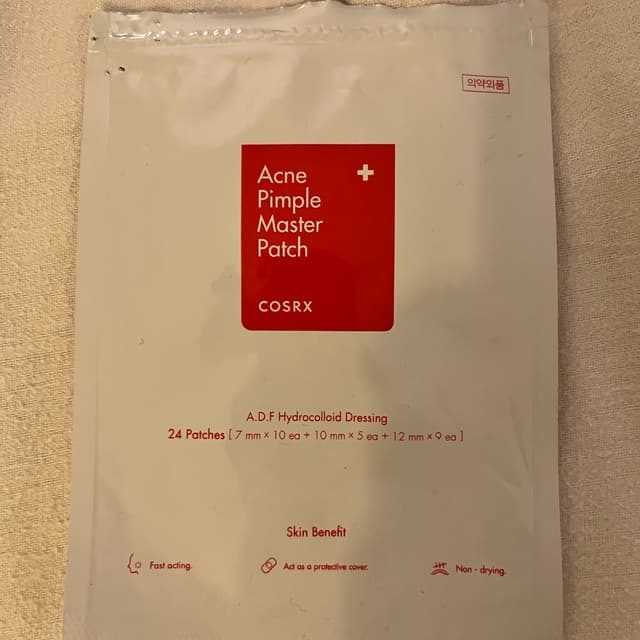 의약외품
Acne
Pimple
Master
Patch
COSRX
A.D.F Hydrocolloid Dressing
24 Patches [ 7 mm × 10 ea + 10 mm × 5 ea + 12 mm × 9 ea ]
Skin Benefit
Fast acting.
Act as a protective cover.
Non - drying.